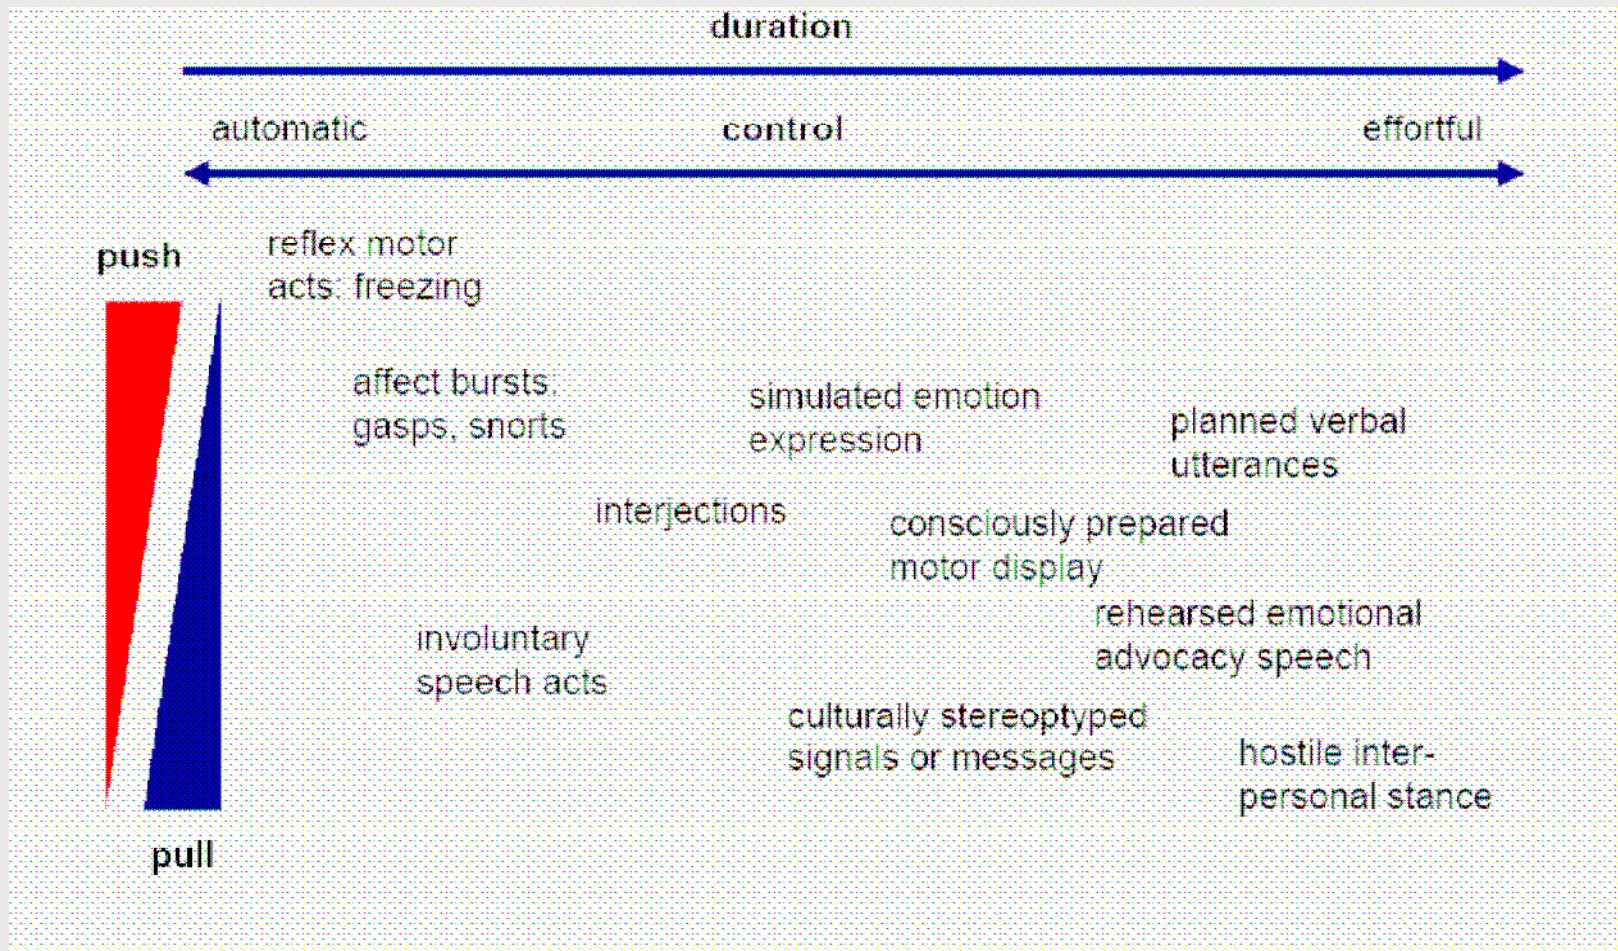 duration
automatic
control
effortful
push
reflex motor
acts: freezing
affect bursts:
gasps, snorts
simulated emotion
expression
planned verbal
utterances
interjections
consciously prepared
motor display
rehearsed emotional
advocacy speech
involuntary
speech acts
culturally stereoptyped
signals or messages
hostile inter-
personal stance
pull